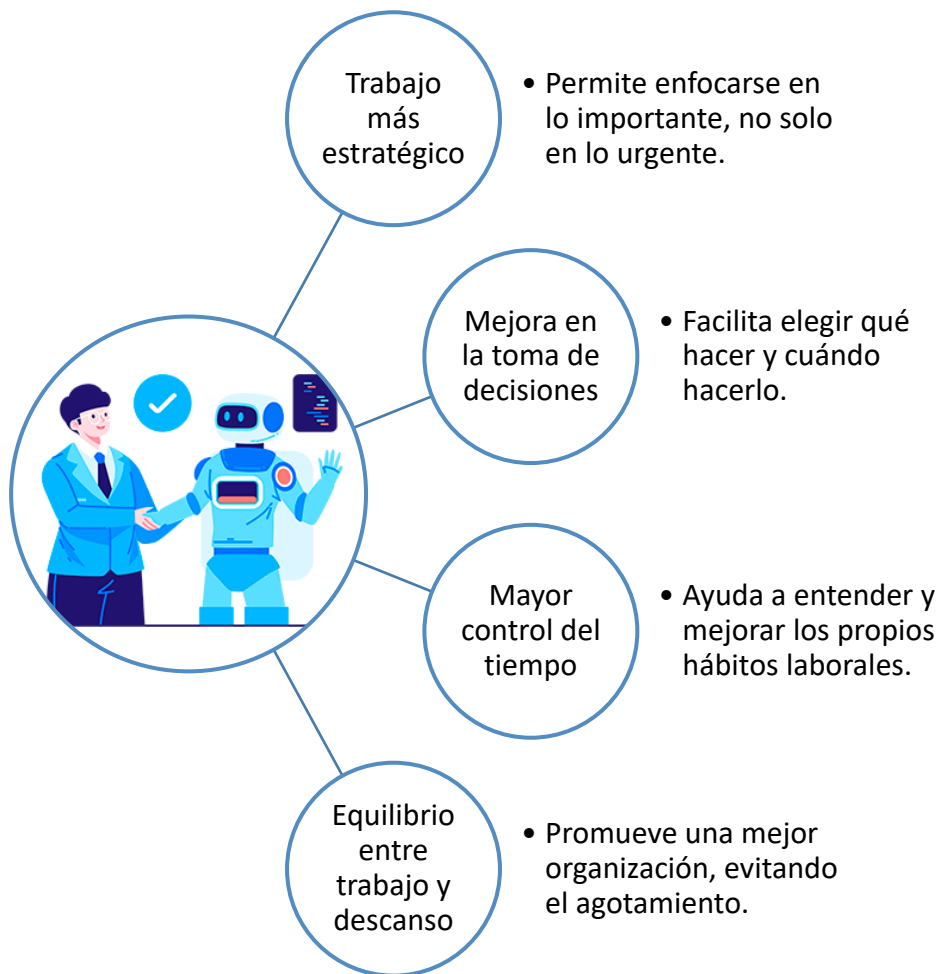 Trabajo
más
estratégico
• Permite enfocarse en
lo importante, no solo
en lo urgente.
Mejora en
la toma de
decisiones
• Facilita elegir qué
hacer y cuándo
hacerlo.
Mayor
control del
tiempo
• Ayuda a entender y
mejorar los propios
hábitos laborales.
Equilibrio
entre
trabajo y
descanso
• Promueve una mejor
organización, evitando
el agotamiento.